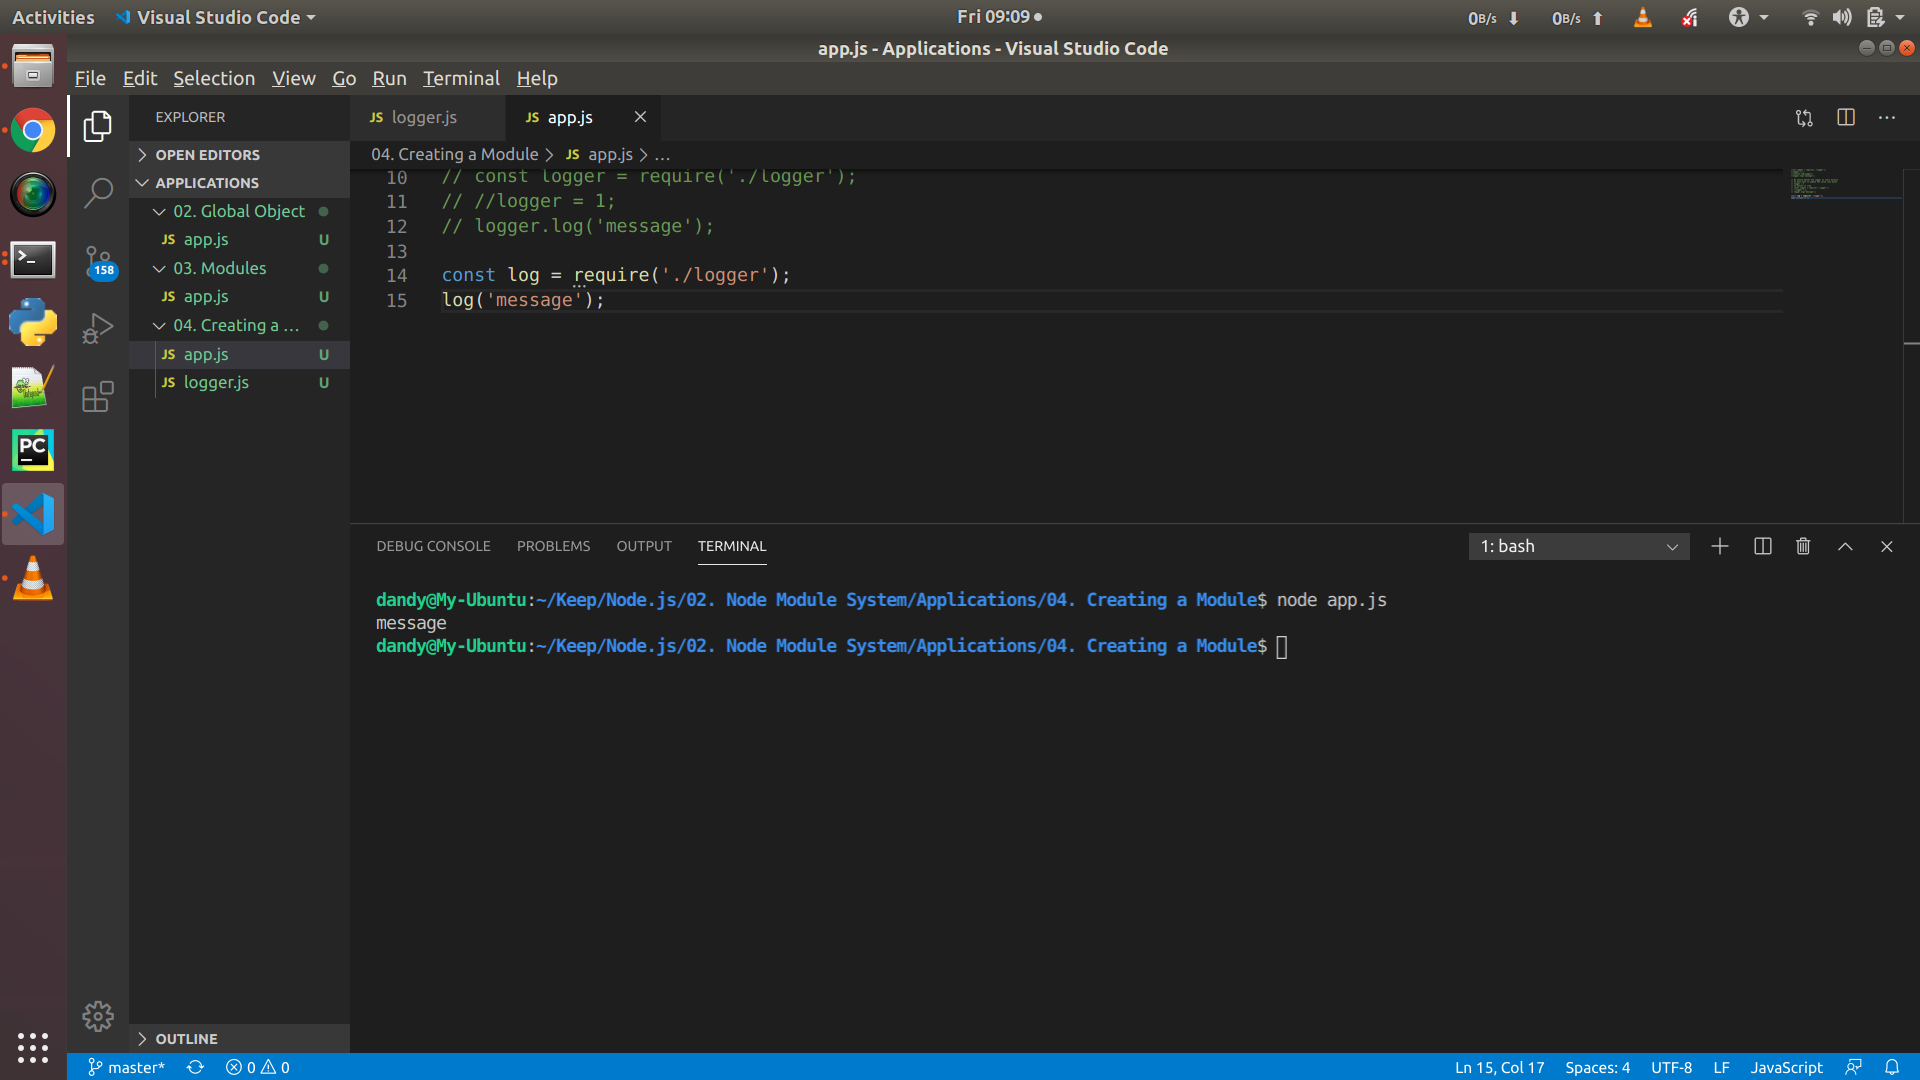 Activities Visual Studio Code Fri 09:09 0B/s 0B/s
app.js - Applications - Visual Studio Code
File Edit Selection View Go Run Terminal Help
EXPLORER
OPEN EDITORS
APPLICATIONS
02. Global Object
JS app.js U
03. Modules
JS app.js U
04. Creating a ...
JS app.js U
JS logger.js U
OUTLINE
158
PC
JS logger.js JS app.js
04. Creating a Module > JS app.js > ...
10 // const logger = require('./logger');
11 // //logger = 1;
12 // logger.log('message');
13
14 const log = require('./logger');
15 log('message');
DEBUG CONSOLE PROBLEMS OUTPUT TERMINAL 1: bash
dandy@My-Ubuntu:~/Keep/Node.js/02. Node Module System/Applications/04. Creating a Module$ node app.js
message
dandy@My-Ubuntu:~/Keep/Node.js/02. Node Module System/Applications/04. Creating a Module$
master* 0 0 Ln 15, Col 17 Spaces: 4 UTF-8 LF JavaScript